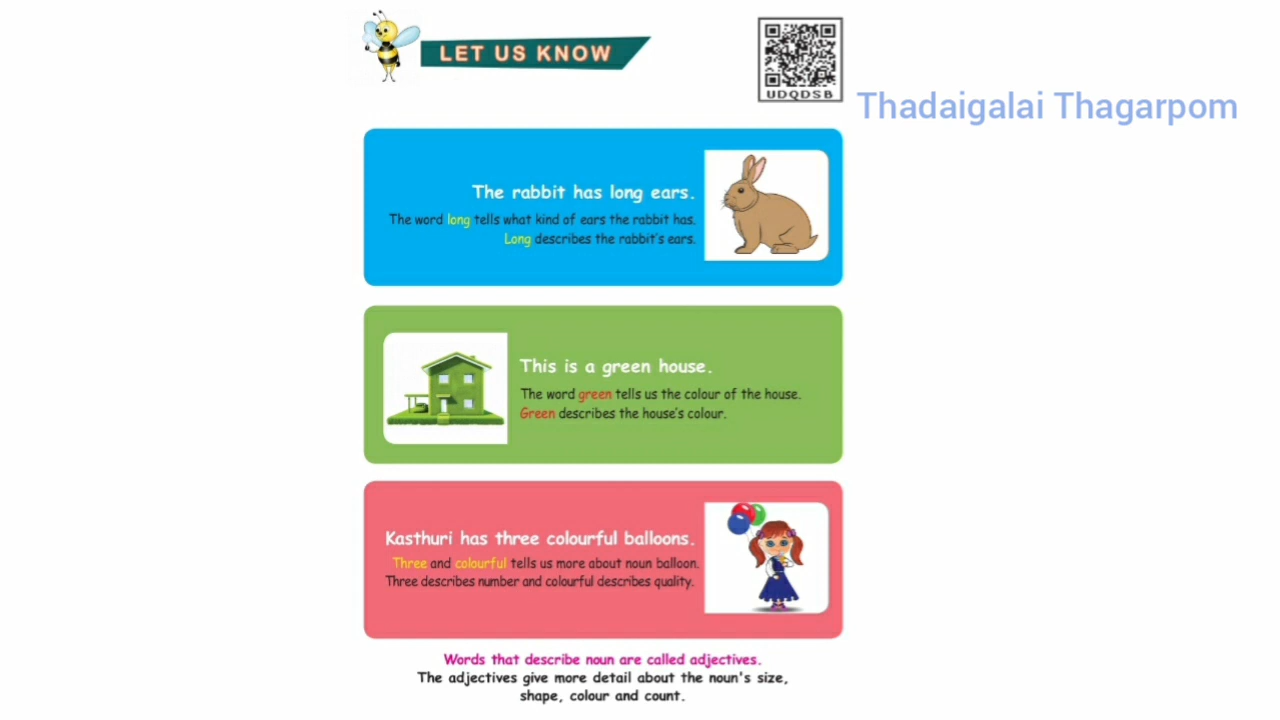 LET US KNOW
UDQDSB
Thadaigalai Thagarpom
The rabbit has long ears.
The word long tells what kind of ears the rabbit has.
Long describes the rabbit's ears.
This is a green house.
The word green tells us the colour of the house.
Green describes the house's colour.
Kasthuri has three colourful balloons.
Three and colourful tells us more about noun balloon.
Three describes number and colourful describes quality.
Words that describe noun are called adjectives.
The adjectives give more detail about the noun's size,
shape, colour and count.